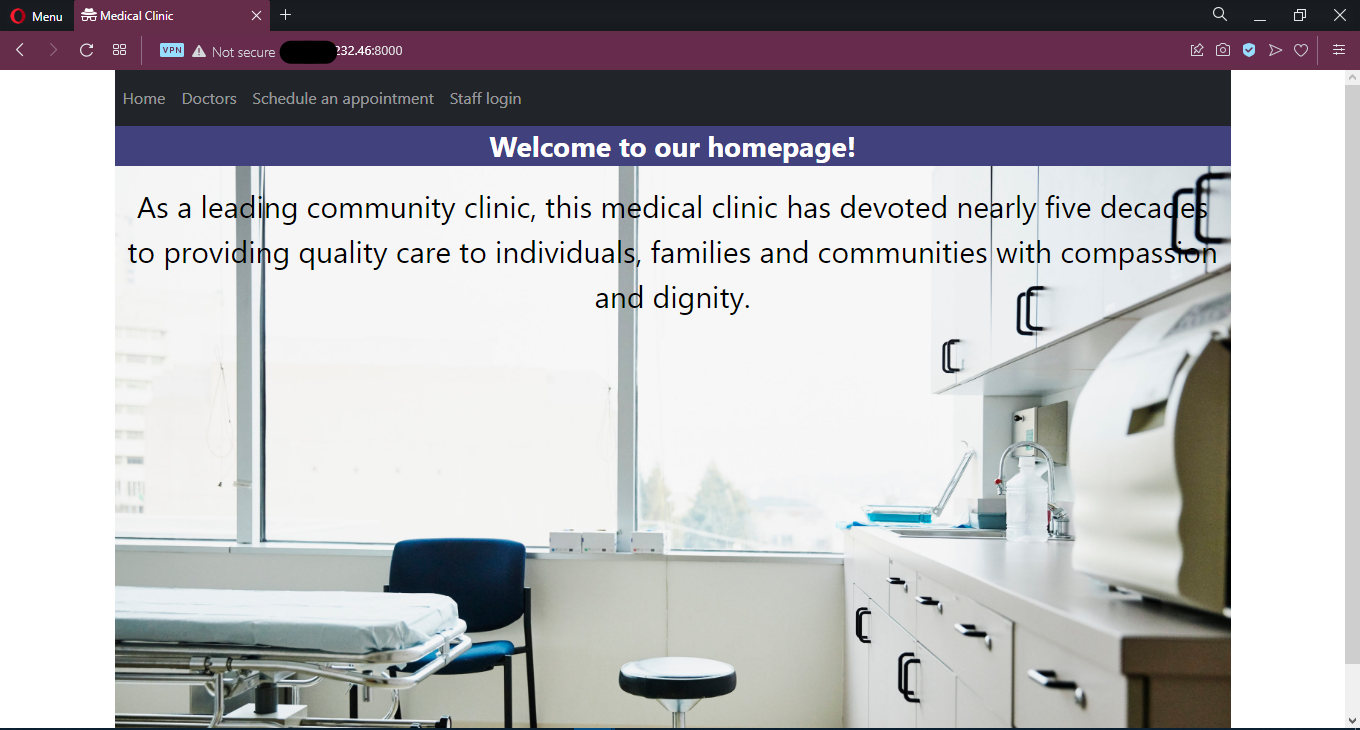 Menu
Medical Clinic
VPN
Not secure
232.46:8000
Home Doctors Schedule an appointment Staff login
Welcome to our homepage!
As a leading community clinic, this medical clinic has devoted nearly five decades
to providing quality care to individuals, families and communities with compassion
and dignity.